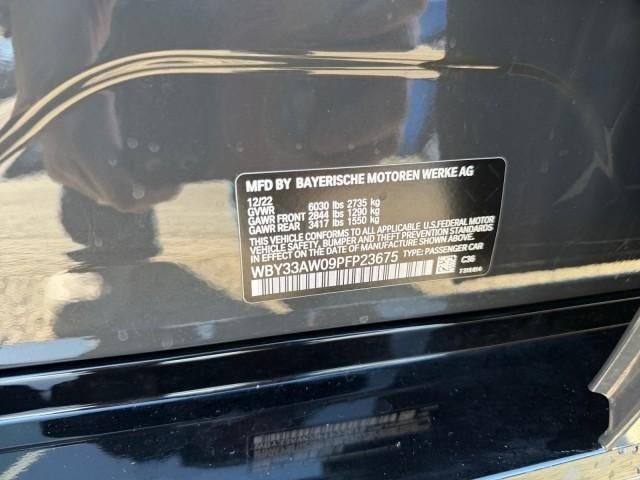 MFD BY BAYERISCHE MOTOREN WERKE AG
12/22
GVWR 6030 lbs 2735 kg
GAWR FRONT 2844 lbs 1290 kg
GAWR REAR 3417 lbs 1550 kg
THIS VEHICLE CONFORMS TO ALL APPLICABLE U.S.FEDERAL MOTOR
VEHICLE SAFETY, BUMPER, AND THEFT PREVENTION STANDARDS
IN EFFECT ON THE DATE OF MANUFACTURE SHOWN ABOVE.
WBY33AW09PFP23675 TYPE: PASSENGER CAR
C36